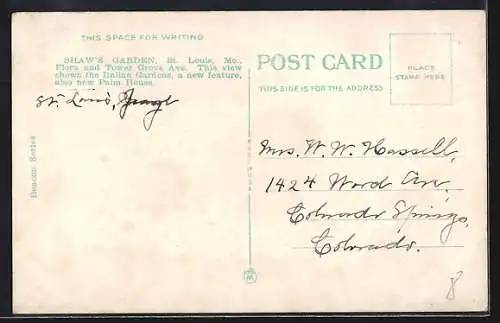 THIS SPACE FOR WRITING
SHAW'S GARDEN, St. Louis, Mo.,
Flora and Tower Grove Ave. This view
shows the Italian Gardens, a new feature,
also new Palm House.
St. Louis,
Beacon Series
POST CARD
THIS SIDE IS FOR THE ADDRESS
PLACE
STAMP HERE
Mrs. W. W. Hassell,
1424 Wood Ave,
Colorado Springs,
Colorado.
M
8